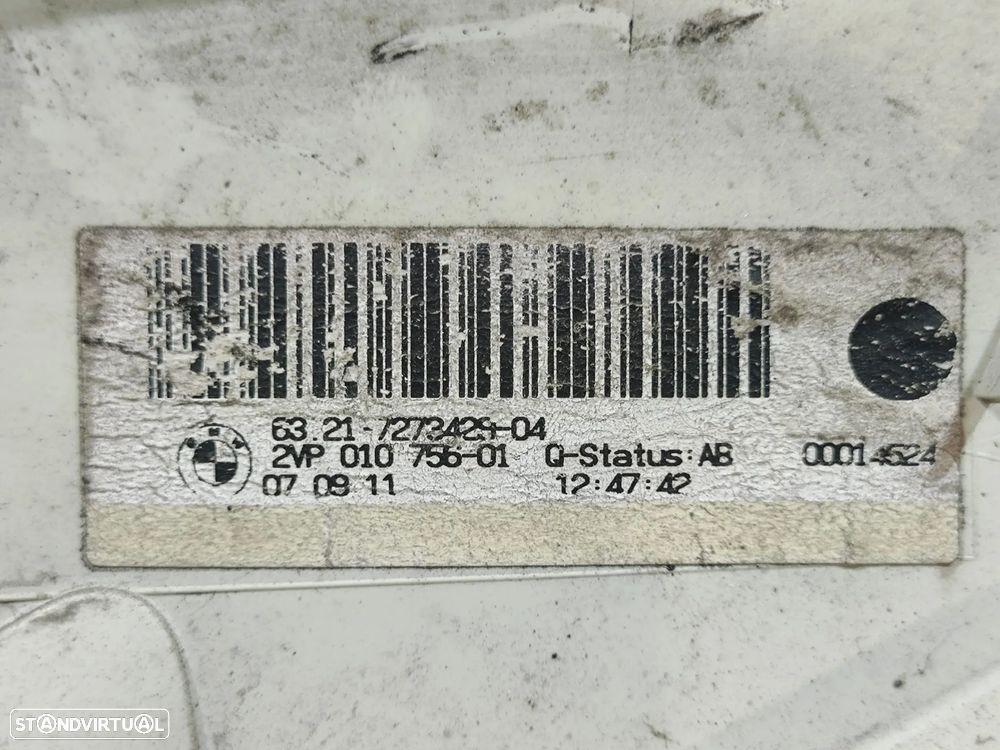 63.21-7273429-04
2VP 010 756-01 Q-Status: AB 00014524
07 09 11 12:47:42
STANDVIRTUAL